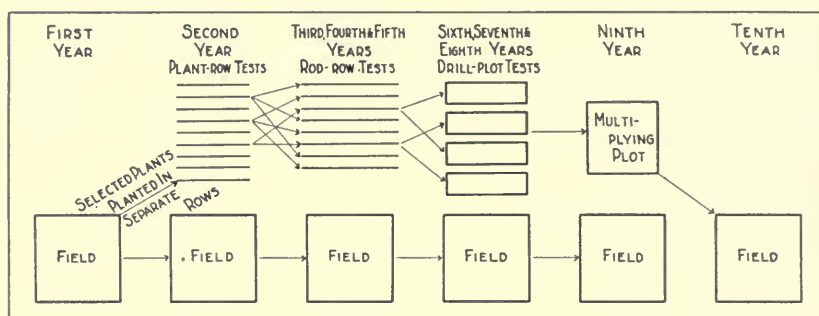 FIRST
YEAR
SECOND
YEAR
PLANT-ROW TESTS
THIRD, FOURTH & FIFTH
YEARS
ROD-ROW-TESTS
SIXTH, SEVENTH &
EIGHTH YEARS
DRILL-PLOT TESTS
NINTH
YEAR
TENTH
YEAR
SELECTED PLANTS
PLANTED IN
SEPARATE ROWS
MULTI-
PLYING
PLOT
FIELD
FIELD
FIELD
FIELD
FIELD
FIELD